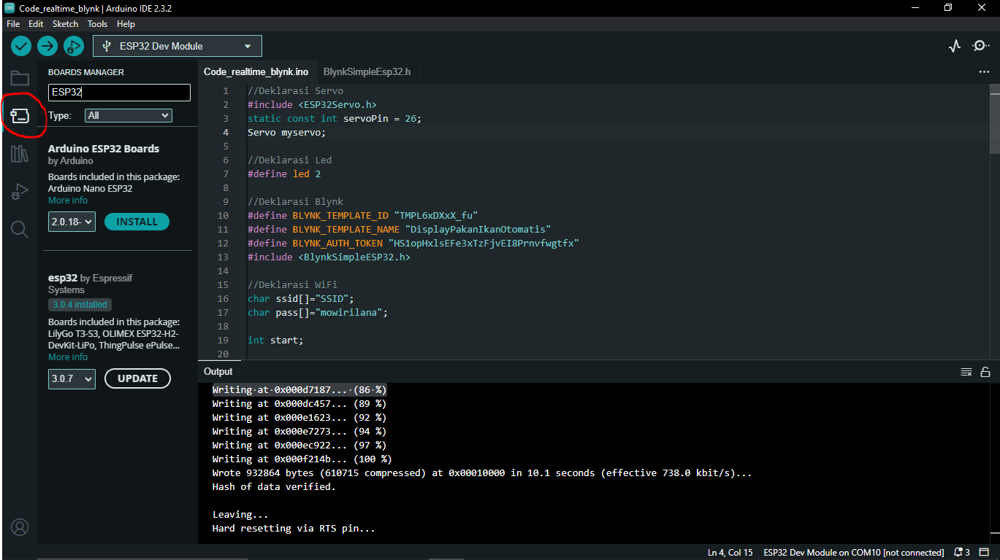 Code_realtime_blynk | Arduino IDE 2.3.2
File Edit Sketch Tools Help
ESP32 Dev Module
BOARDS MANAGER
ESP32
Type: All
Arduino ESP32 Boards
by Arduino
Boards included in this package:
Arduino Nano ESP32
More info
2.0.18- INSTALL
esp32 by Espressif
Systems
3.0.4 installed
Boards included in this package:
LilyGo T3-S3, OLIMEX ESP32-H2-
DevKit-LiPo, ThingPulse ePulse...
More info
3.0.7 UPDATE
Code_realtime_blynk.ino BlynkSimpleEsp32.h
1 //Deklarasi Servo
2 #include <ESP32Servo.h>
3 static const int servoPin = 26;
4 Servo myservo;
5
6 //Deklarasi Led
7 #define led 2
8
9 //Deklarasi Blynk
10 #define BLYNK_TEMPLATE_ID "TMPL6xDXxX_fu"
11 #define BLYNK_TEMPLATE_NAME "DisplayPakanIkanOtomatis"
12 #define BLYNK_AUTH_TOKEN "HS1opHxlsEFe3xTzFjvEI8Prnvfwgtfx"
13 #include <BlynkSimpleESP32.h>
14
15 //Deklarasi WiFi
16 char ssid[]="SSID";
17 char pass[]="mowirilana";
18
19 int start;
20
Output
Writing·at·0x000d7187...·(86·%)
Writing at 0x000dc457... (89 %)
Writing at 0x000e1623... (92 %)
Writing at 0x000e7273... (94 %)
Writing at 0x000ec922... (97 %)
Writing at 0x000f214b... (100 %)
Wrote 932864 bytes (610715 compressed) at 0x00010000 in 10.1 seconds (effective 738.0 kbit/s)...
Hash of data verified.
Leaving...
Hard resetting via RTS pin...
Ln 4, Col 15 ESP32 Dev Module on COM10 [not connected] 3